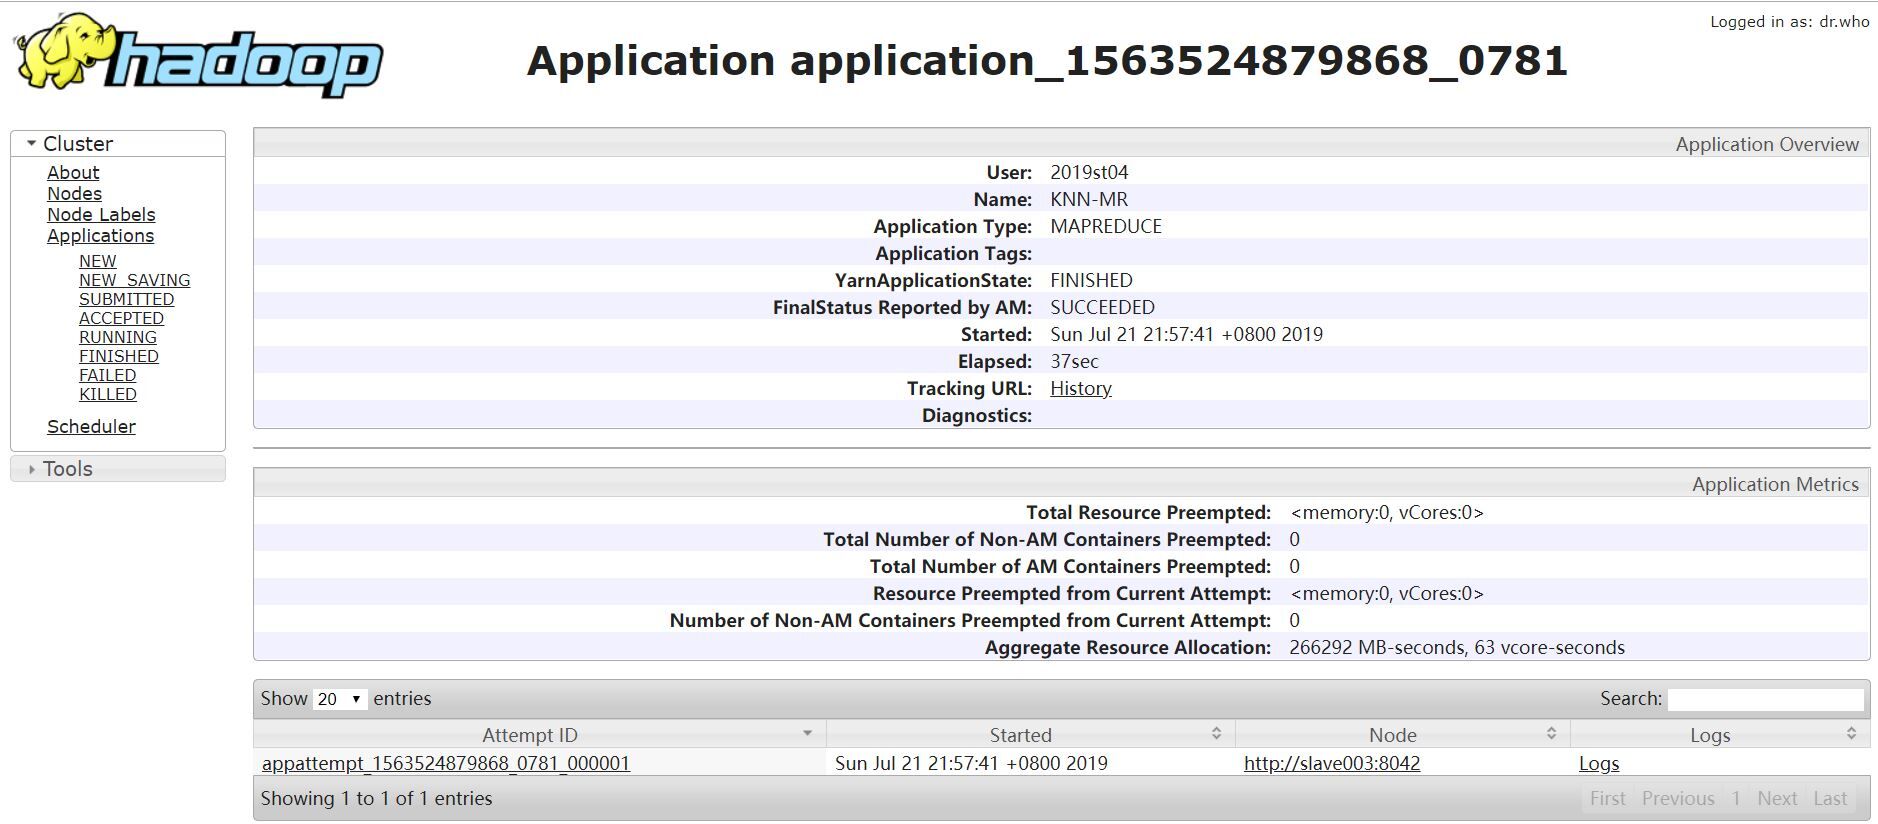 Logged in as: dr.who
hadoop
Application application_1563524879868_0781
Cluster
About
Nodes
Node Labels
Applications
NEW
NEW_SAVING
SUBMITTED
ACCEPTED
RUNNING
FINISHED
FAILED
KILLED
Scheduler
Tools
Application Overview
User: 2019st04
Name: KNN-MR
Application Type: MAPREDUCE
Application Tags:
YarnApplicationState: FINISHED
FinalStatus Reported by AM: SUCCEEDED
Started: Sun Jul 21 21:57:41 +0800 2019
Elapsed: 37sec
Tracking URL: History
Diagnostics:
Application Metrics
Total Resource Preempted: <memory:0, vCores:0>
Total Number of Non-AM Containers Preempted: 0
Total Number of AM Containers Preempted: 0
Resource Preempted from Current Attempt: <memory:0, vCores:0>
Number of Non-AM Containers Preempted from Current Attempt: 0
Aggregate Resource Allocation: 266292 MB-seconds, 63 vcore-seconds
Show 20 entries Search:
Attempt ID Started Node Logs
appattempt_1563524879868_0781_000001 Sun Jul 21 21:57:41 +0800 2019 http://slave003:8042 Logs
Showing 1 to 1 of 1 entries First Previous 1 Next Last